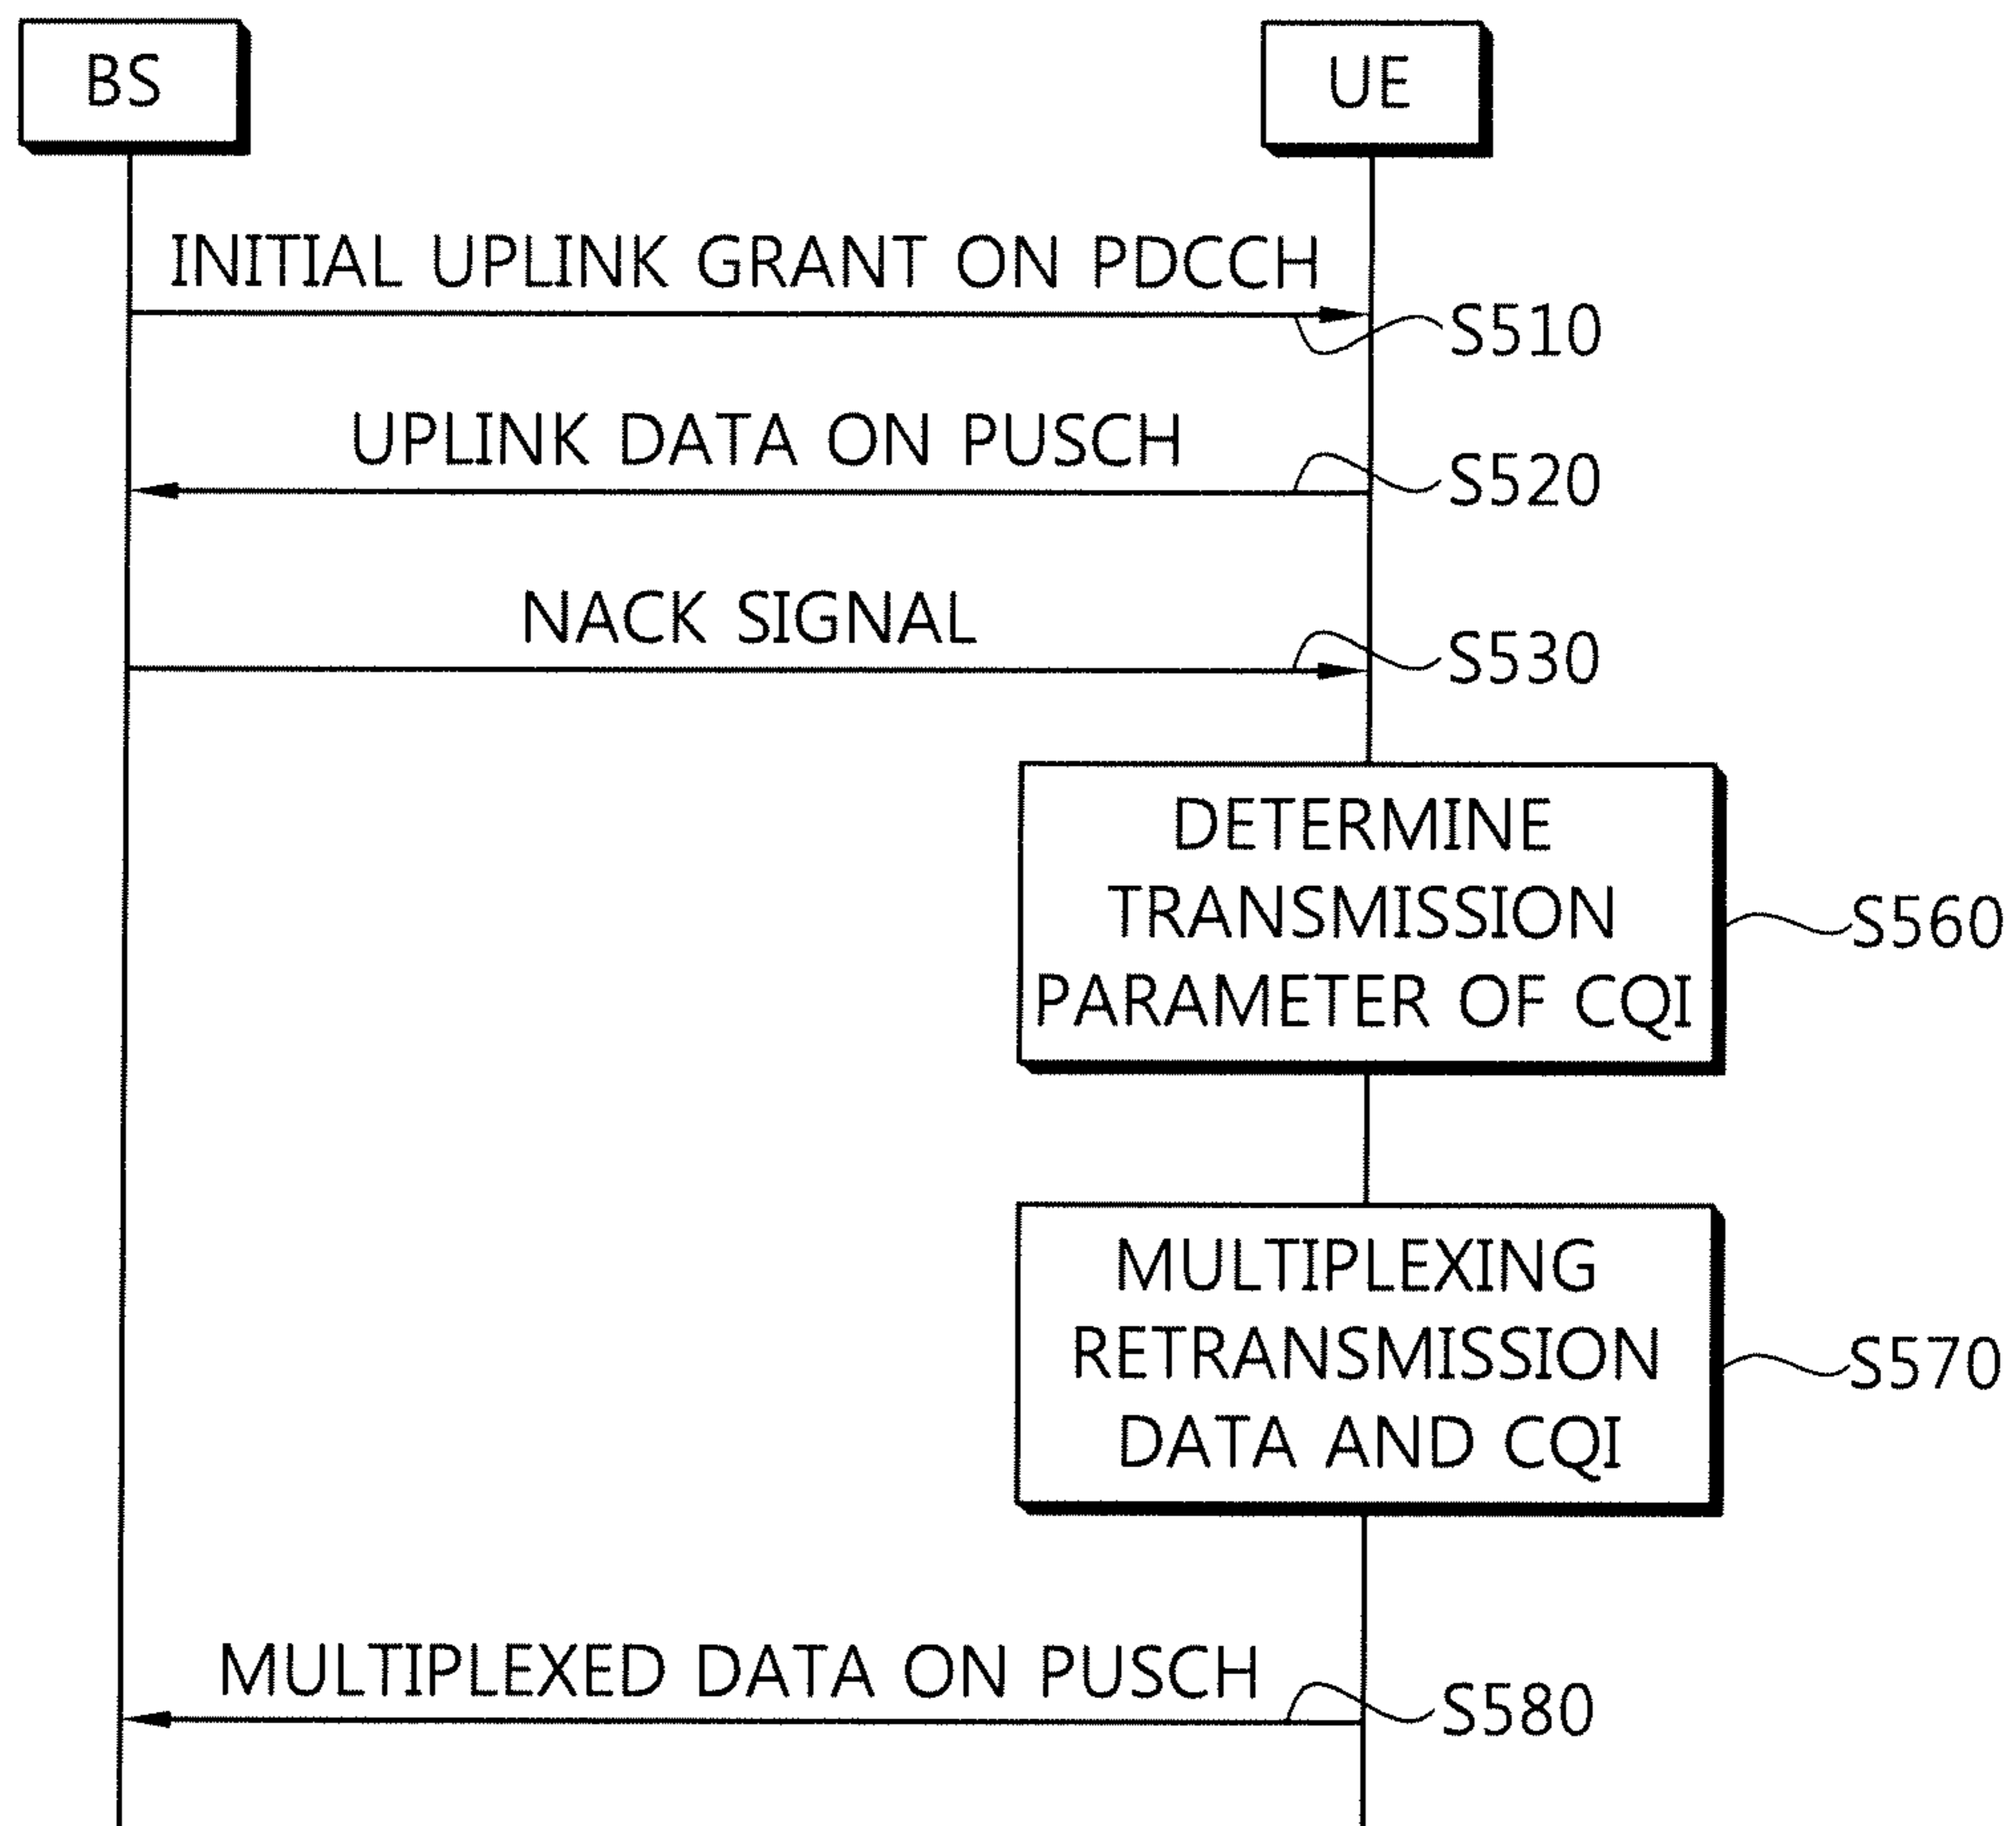 BS
UE
INITIAL UPLINK GRANT ON PDCCH
S510
UPLINK DATA ON PUSCH
S520
NACK SIGNAL
S530
DETERMINE
TRANSMISSION
PARAMETER OF CQI
S560
MULTIPLEXING
RETRANSMISSION
DATA AND CQI
S570
MULTIPLEXED DATA ON PUSCH
S580